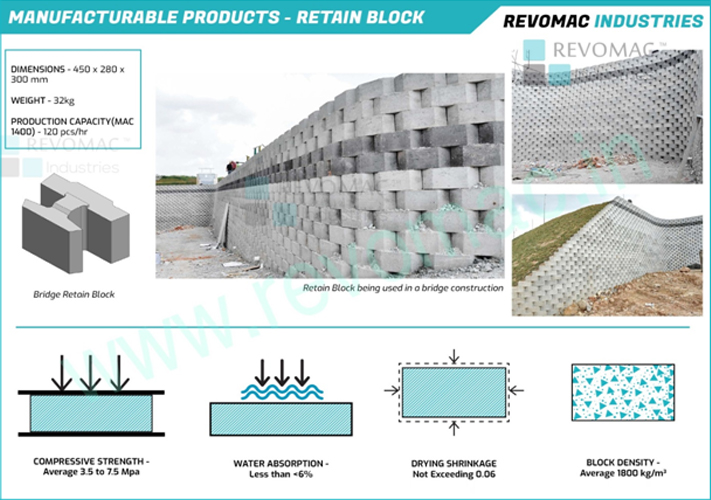 MANUFACTURABLE PRODUCTS - RETAIN BLOCK
REVOMAC INDUSTRIES
DIMENSIONS - 450 x 280 x
300 mm
WEIGHT - 32kg
PRODUCTION CAPACITY(MAC
1400) - 120 pcs/hr
REVOMAC™
Industries
REVOMAC™
REVOMAC
Bridge Retain Block
Retain Block being used in a bridge construction
www.revomac.in
COMPRESSIVE STRENGTH -
Average 3.5 to 7.5 Mpa
WATER ABSORPTION -
Less than <6%
DRYING SHRINKAGE
Not Exceeding 0.06
BLOCK DENSITY -
Average 1800 kg/m³